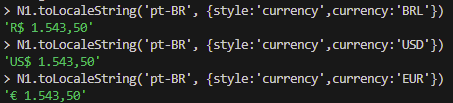 > N1.toLocaleString('pt-BR', {style:'currency',currency:'BRL'})
'R$ 1.543,50'
> N1.toLocaleString('pt-BR', {style:'currency',currency:'USD'})
'US$ 1.543,50'
> N1.toLocaleString('pt-BR', {style:'currency',currency:'EUR'})
'€ 1.543,50'